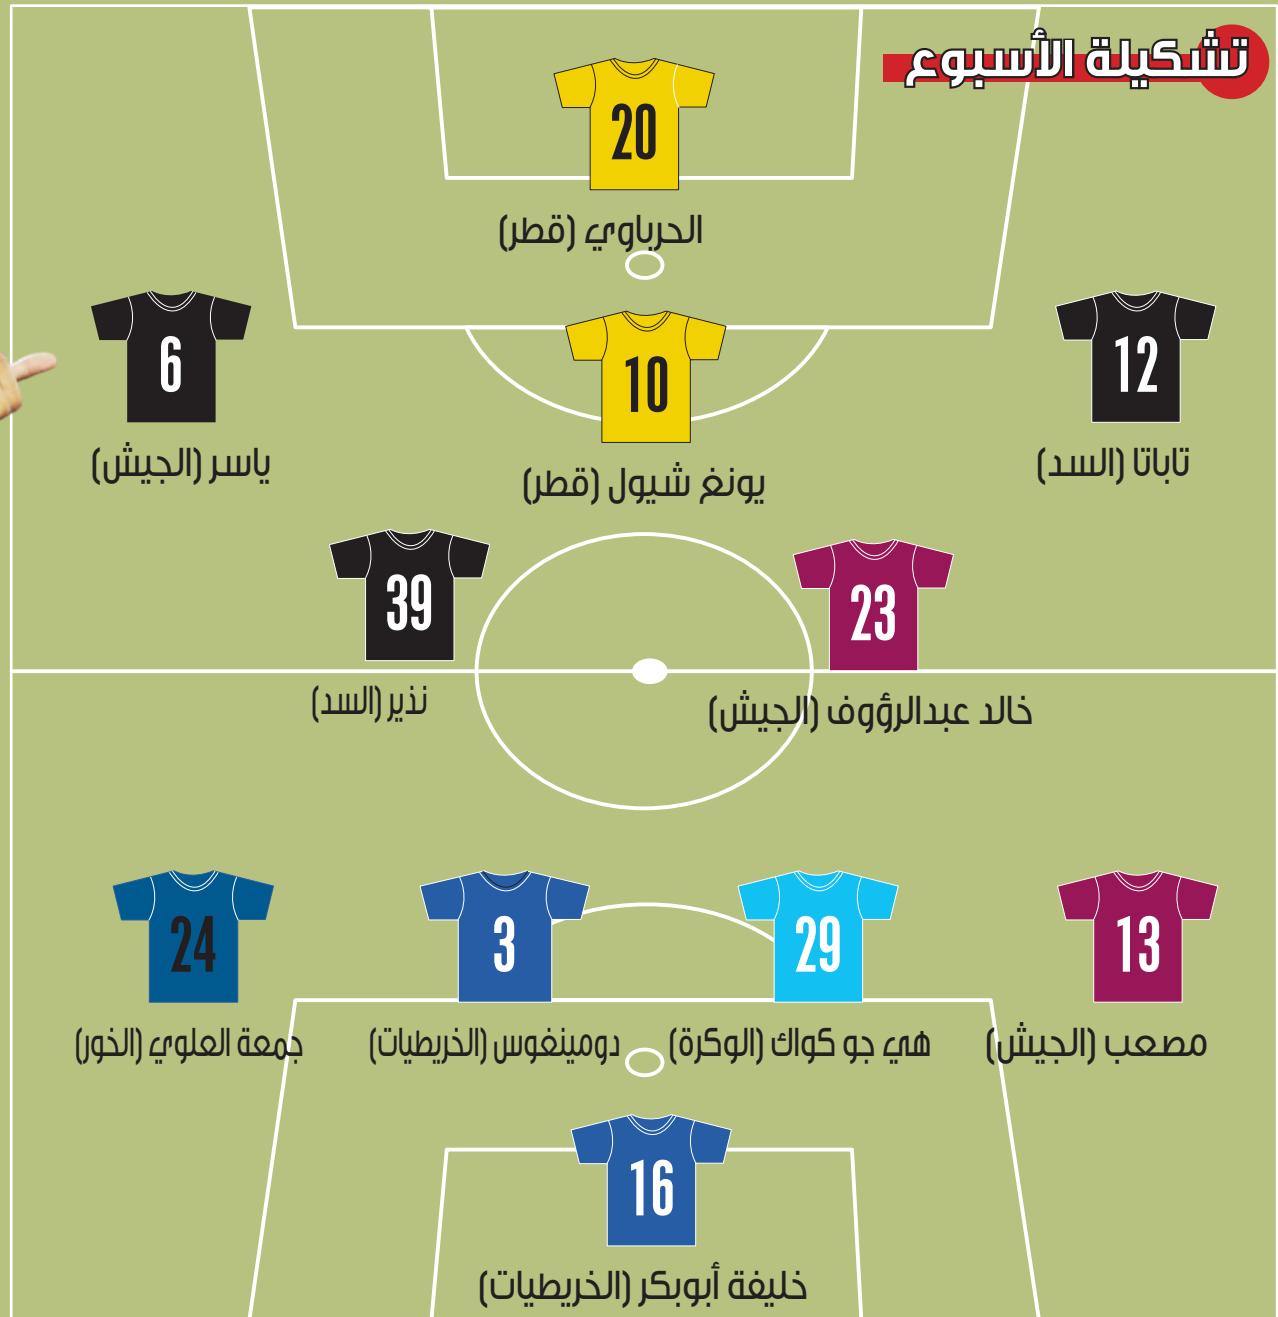 تشكيلة الأسبوع
20
الحرباوي (قطر)
12
تاباتا (السد)
10
يونغ شيول (قطر)
6
ياسر (الجيش)
23
خالد عبدالرؤوف (الجيش)
39
نذير (السد)
13
مصعب (الجيش)
29
هي جو كواك (الوكرة)
3
دومينغوس (الخريطيات)
24
جمعة العلوي (الخور)
16
خليفة أبوبكر (الخريطيات)